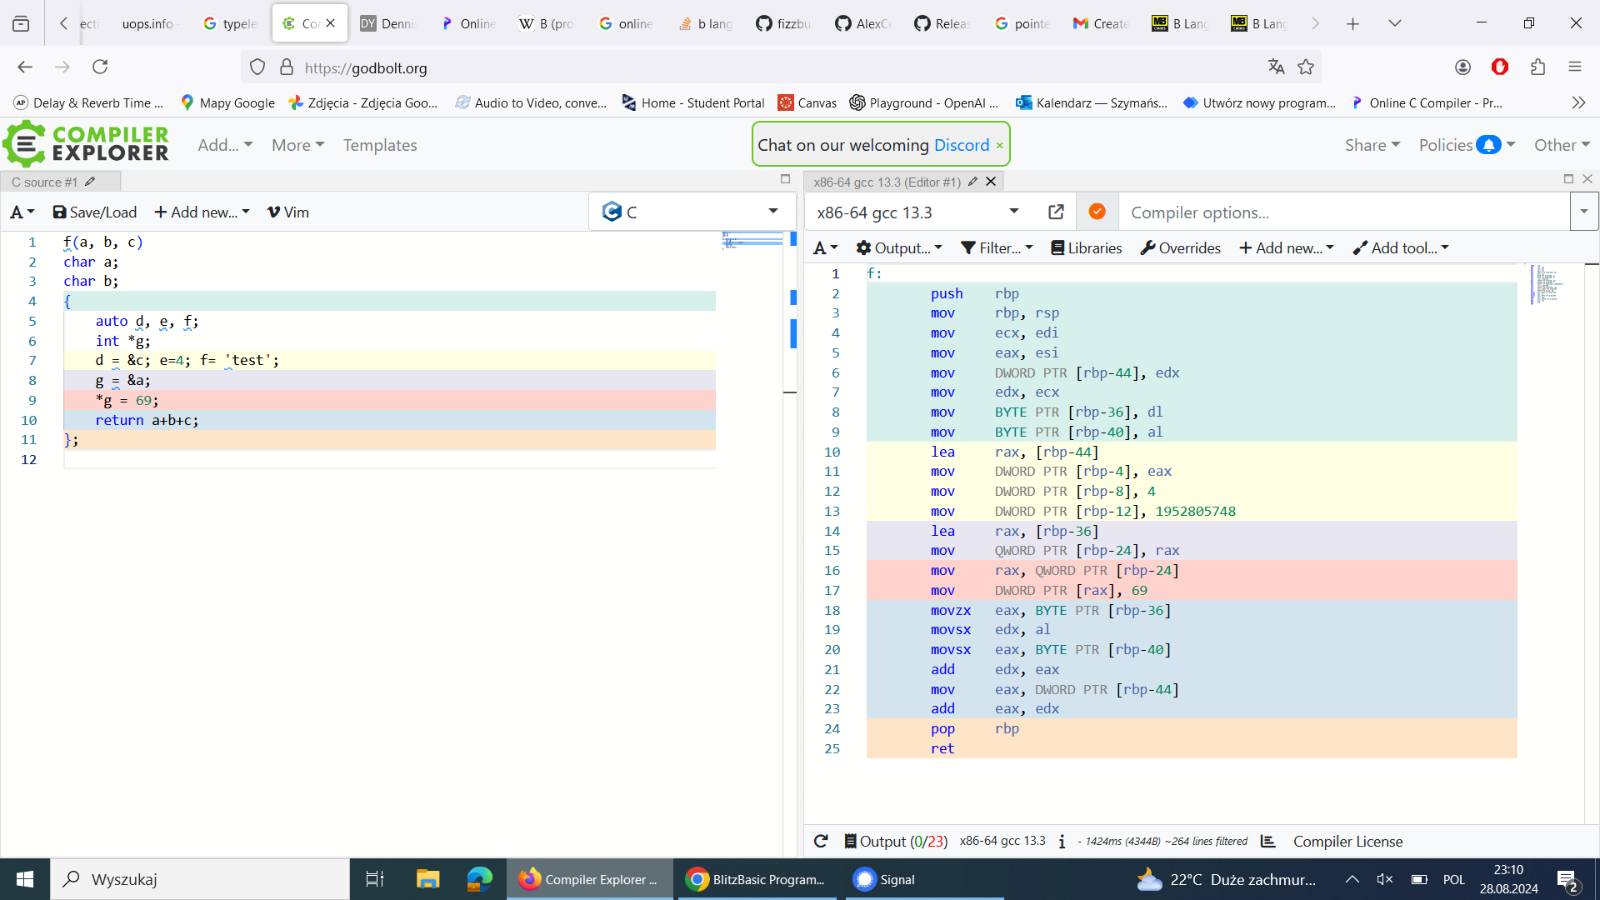 ecti
uops.info -
typele
Co
Denni
Online
B (pro
online
b lang
fizzbu
AlexCe
Relea
pointe
Create
B Lang
B Lang
https://godbolt.org
Delay & Reverb Time ...
Mapy Google
Zdjęcia - Zdjęcia Goo...
Audio to Video, conve...
Home - Student Portal
Canvas
Playground - OpenAI ...
Kalendarz — Szymańs...
Utwórz nowy program...
Online C Compiler - Pr...
COMPILER
EXPLORER
Add...
More
Templates
Chat on our welcoming Discord ×
Share
Policies
Other
C source #1
A
Save/Load
+ Add new...
Vim
C
1 f(a, b, c)
2 char a;
3 char b;
4 {
5 auto d, e, f;
6 int *g;
7 d = &c; e=4; f= 'test';
8 g = &a;
9 *g = 69;
10 return a+b+c;
11 };
12
x86-64 gcc 13.3 (Editor #1)
x86-64 gcc 13.3
Compiler options...
A
Output...
Filter...
Libraries
Overrides
+ Add new...
Add tool...
1 f:
2 push rbp
3 mov rbp, rsp
4 mov ecx, edi
5 mov eax, esi
6 mov DWORD PTR [rbp-44], edx
7 mov edx, ecx
8 mov BYTE PTR [rbp-36], dl
9 mov BYTE PTR [rbp-40], al
10 lea rax, [rbp-44]
11 mov DWORD PTR [rbp-4], eax
12 mov DWORD PTR [rbp-8], 4
13 mov DWORD PTR [rbp-12], 1952805748
14 lea rax, [rbp-36]
15 mov QWORD PTR [rbp-24], rax
16 mov rax, QWORD PTR [rbp-24]
17 mov DWORD PTR [rax], 69
18 movzx eax, BYTE PTR [rbp-36]
19 movsx edx, al
20 movsx eax, BYTE PTR [rbp-40]
21 add edx, eax
22 mov eax, DWORD PTR [rbp-44]
23 add eax, edx
24 pop rbp
25 ret
Output (0/23) x86-64 gcc 13.3 i - 1424ms (4344B) ~264 lines filtered Compiler License
Wyszukaj
Compiler Explorer ...
BlitzBasic Program...
Signal
22°C Duże zachmur...
POL
23:10
28.08.2024
2